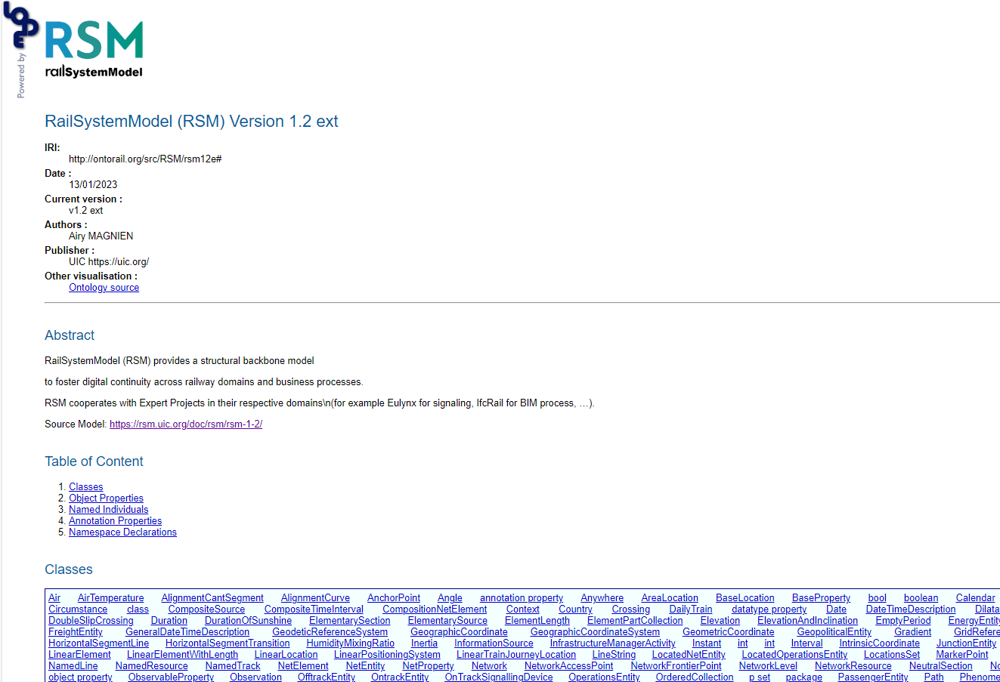 LODE
Powered by
RSM
railSystemModel
RailSystemModel (RSM) Version 1.2 ext
IRI:
http://ontorail.org/src/RSM/rsm12e#
Date :
13/01/2023
Current version :
v1.2 ext
Authors :
Airy MAGNIEN
Publisher :
UIC https://uic.org/
Other visualisation :
Ontology source
Abstract
RailSystemModel (RSM) provides a structural backbone model
to foster digital continuity across railway domains and business processes.
RSM cooperates with Expert Projects in their respective domains\n(for example Eulynx for signaling, IfcRail for BIM process, …).
Source Model: https://rsm.uic.org/doc/rsm/rsm-1-2/
Table of Content
1. Classes
2. Object Properties
3. Named Individuals
4. Annotation Properties
5. Namespace Declarations
Classes
Air AirTemperature AlignmentCantSegment AlignmentCurve AnchorPoint Angle annotation property Anywhere AreaLocation BaseLocation BaseProperty bool boolean Calendar
Circumstance class CompositeSource CompositeTimeInterval CompositionNetElement Context Country Crossing DailyTrain datatype property Date DateTimeDescription Dilata
DoubleSlipCrossing Duration DurationOfSunshine ElementarySection ElementarySource ElementLength ElementPartCollection Elevation ElevationAndInclination EmptyPeriod EnergyEntity
FreightEntity GeneralDateTimeDescription GeodeticReferenceSystem GeographicCoordinate GeographicCoordinateSystem GeometricCoordinate GeopoliticalEntity Gradient GridRefere
HorizontalSegmentLine HorizontalSegmentTransition HumidityMixingRatio Inertia InformationSource InfrastructureManagerActivity Instant int int Interval IntrinsicCoordinate JunctionEntity
LinearElement LinearElementWithLength LinearLocation LinearPositioningSystem LinearTrainJourneyLocation LineString LocatedNetEntity LocatedOperationsEntity LocationsSet MarkerPoint
NamedLine NamedResource NamedTrack NetElement NetEntity NetProperty Network NetworkAccessPoint NetworkFrontierPoint NetworkLevel NetworkResource NeutralSection No
object property ObservableProperty Observation OfftrackEntity OntrackEntity OnTrackSignallingDevice OperationsEntity OrderedCollection p set package PassengerEntity Path Phenome